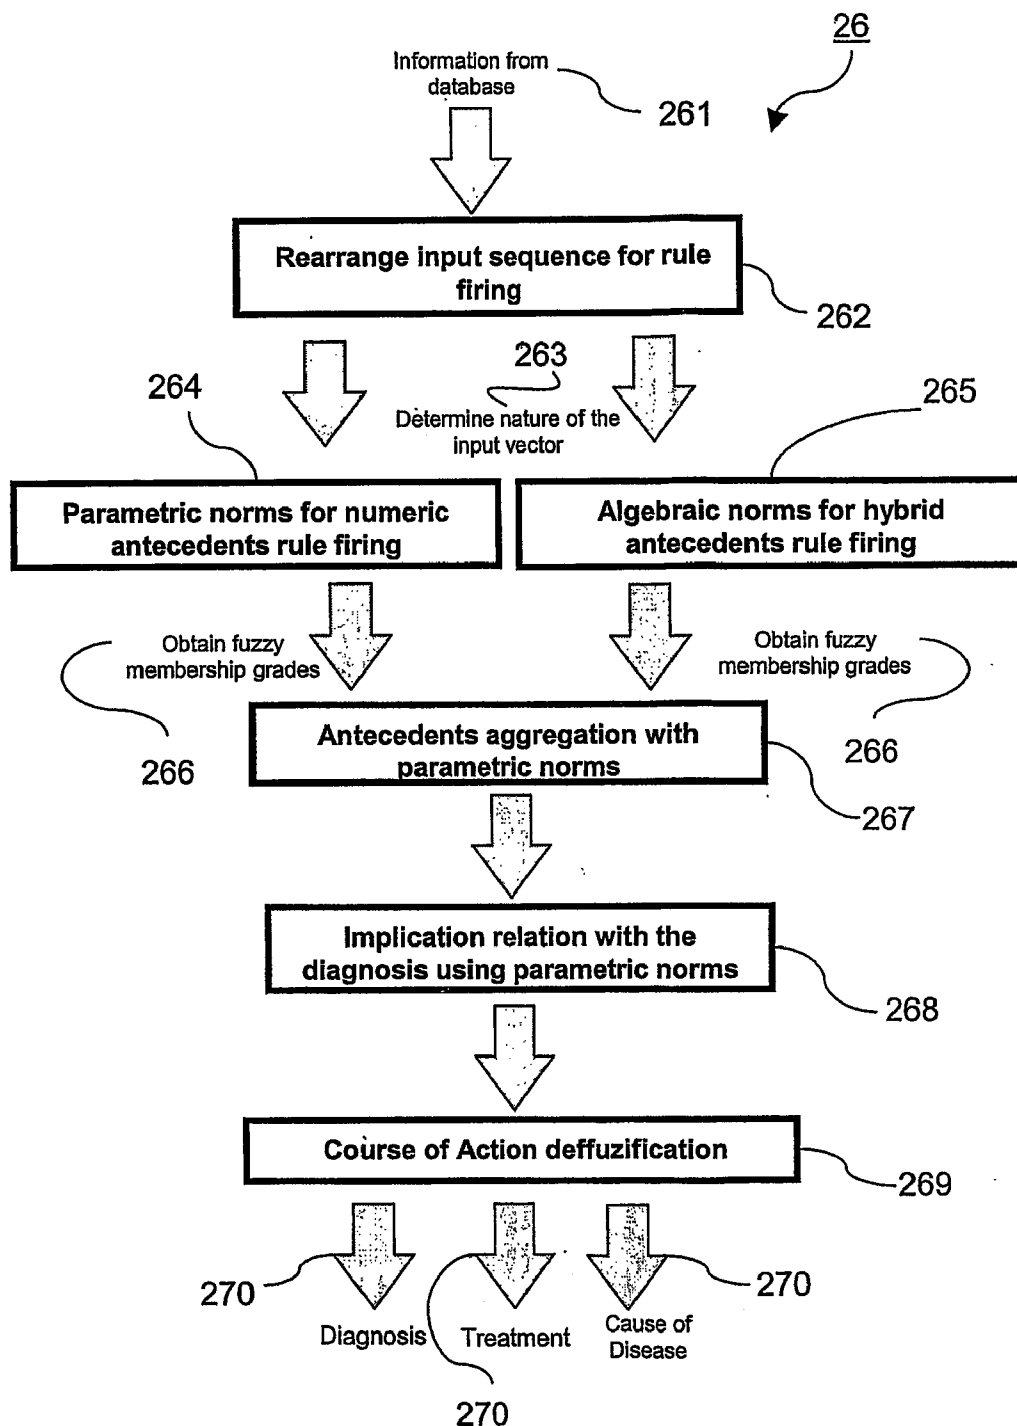 26
Information from
database
261
Rearrange input sequence for rule
firing
262
263
264
265
Determine nature of the
input vector
Parametric norms for numeric
antecedents rule firing
Algebraic norms for hybrid
antecedents rule firing
Obtain fuzzy
membership grades
Obtain fuzzy
membership grades
266
266
Antecedents aggregation with
parametric norms
267
Implication relation with the
diagnosis using parametric norms
268
Course of Action deffuzification
269
270
270
Diagnosis
Treatment
Cause of
Disease
270